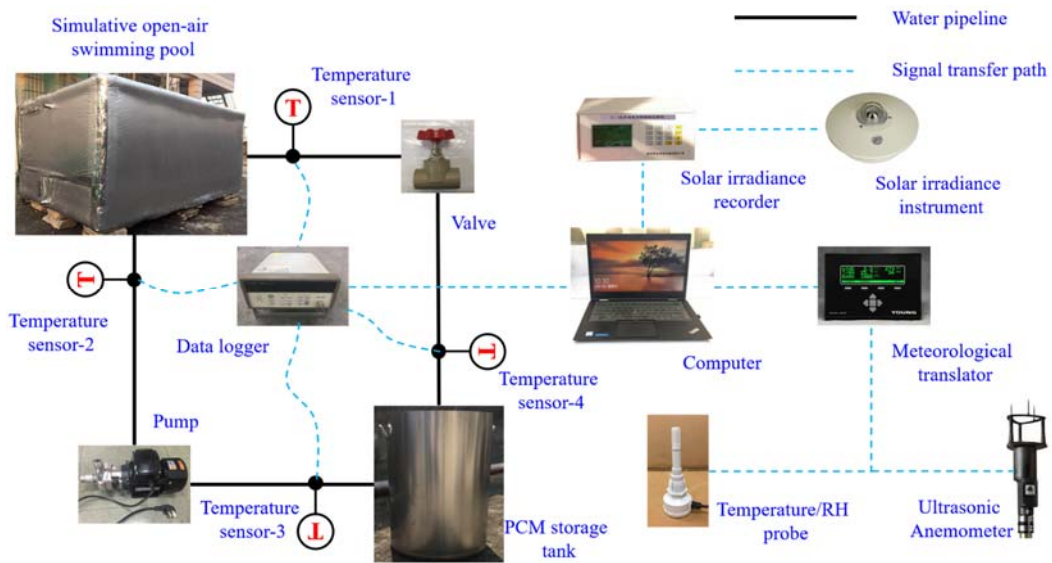 Simulative open-air
swimming pool
Water pipeline
Signal transfer path
Temperature
sensor-1
T
Valve
Solar irradiance
recorder
Solar irradiance
instrument
T
Temperature
sensor-2
Data logger
T
Temperature
sensor-4
Computer
YOUNG
Meteorological
translator
Pump
Temperature
sensor-3
T
PCM storage
tank
Temperature/RH
probe
Ultrasonic
Anemometer